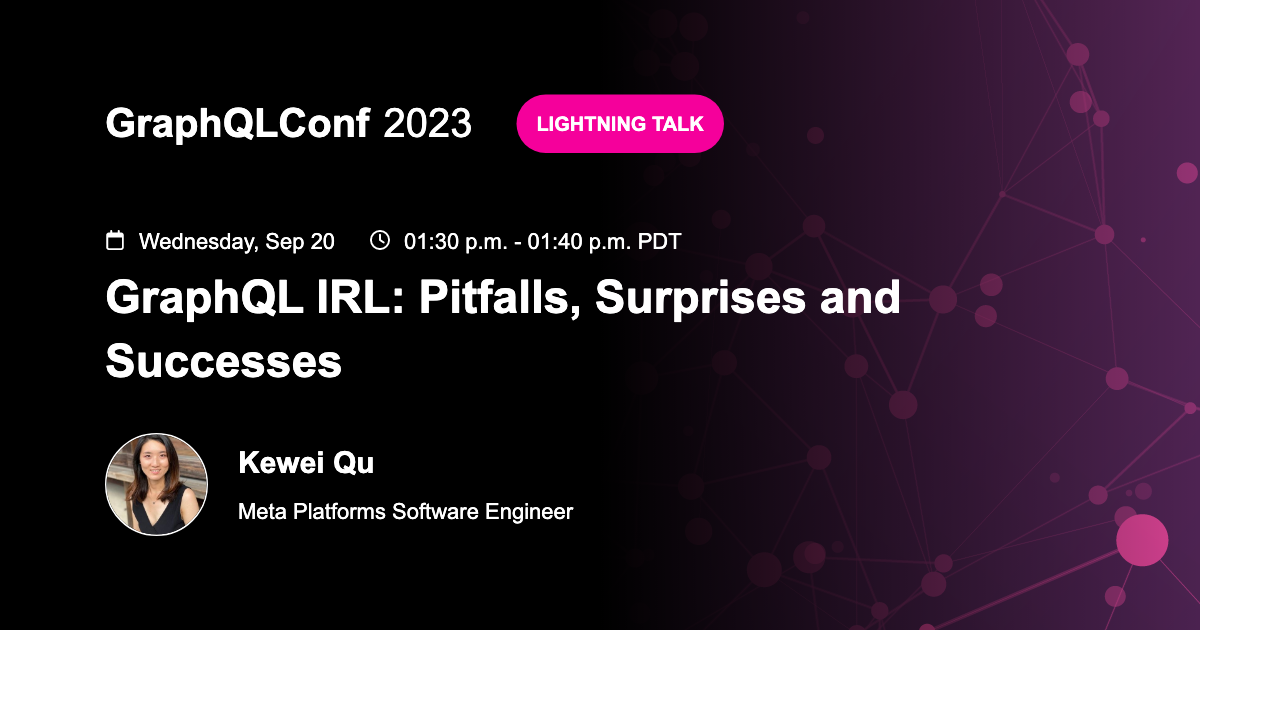 GraphQLConf 2023
LIGHTNING TALK
Wednesday, Sep 20
01:30 p.m. - 01:40 p.m. PDT
GraphQL IRL: Pitfalls, Surprises and
Successes
Kewei Qu
Meta Platforms Software Engineer